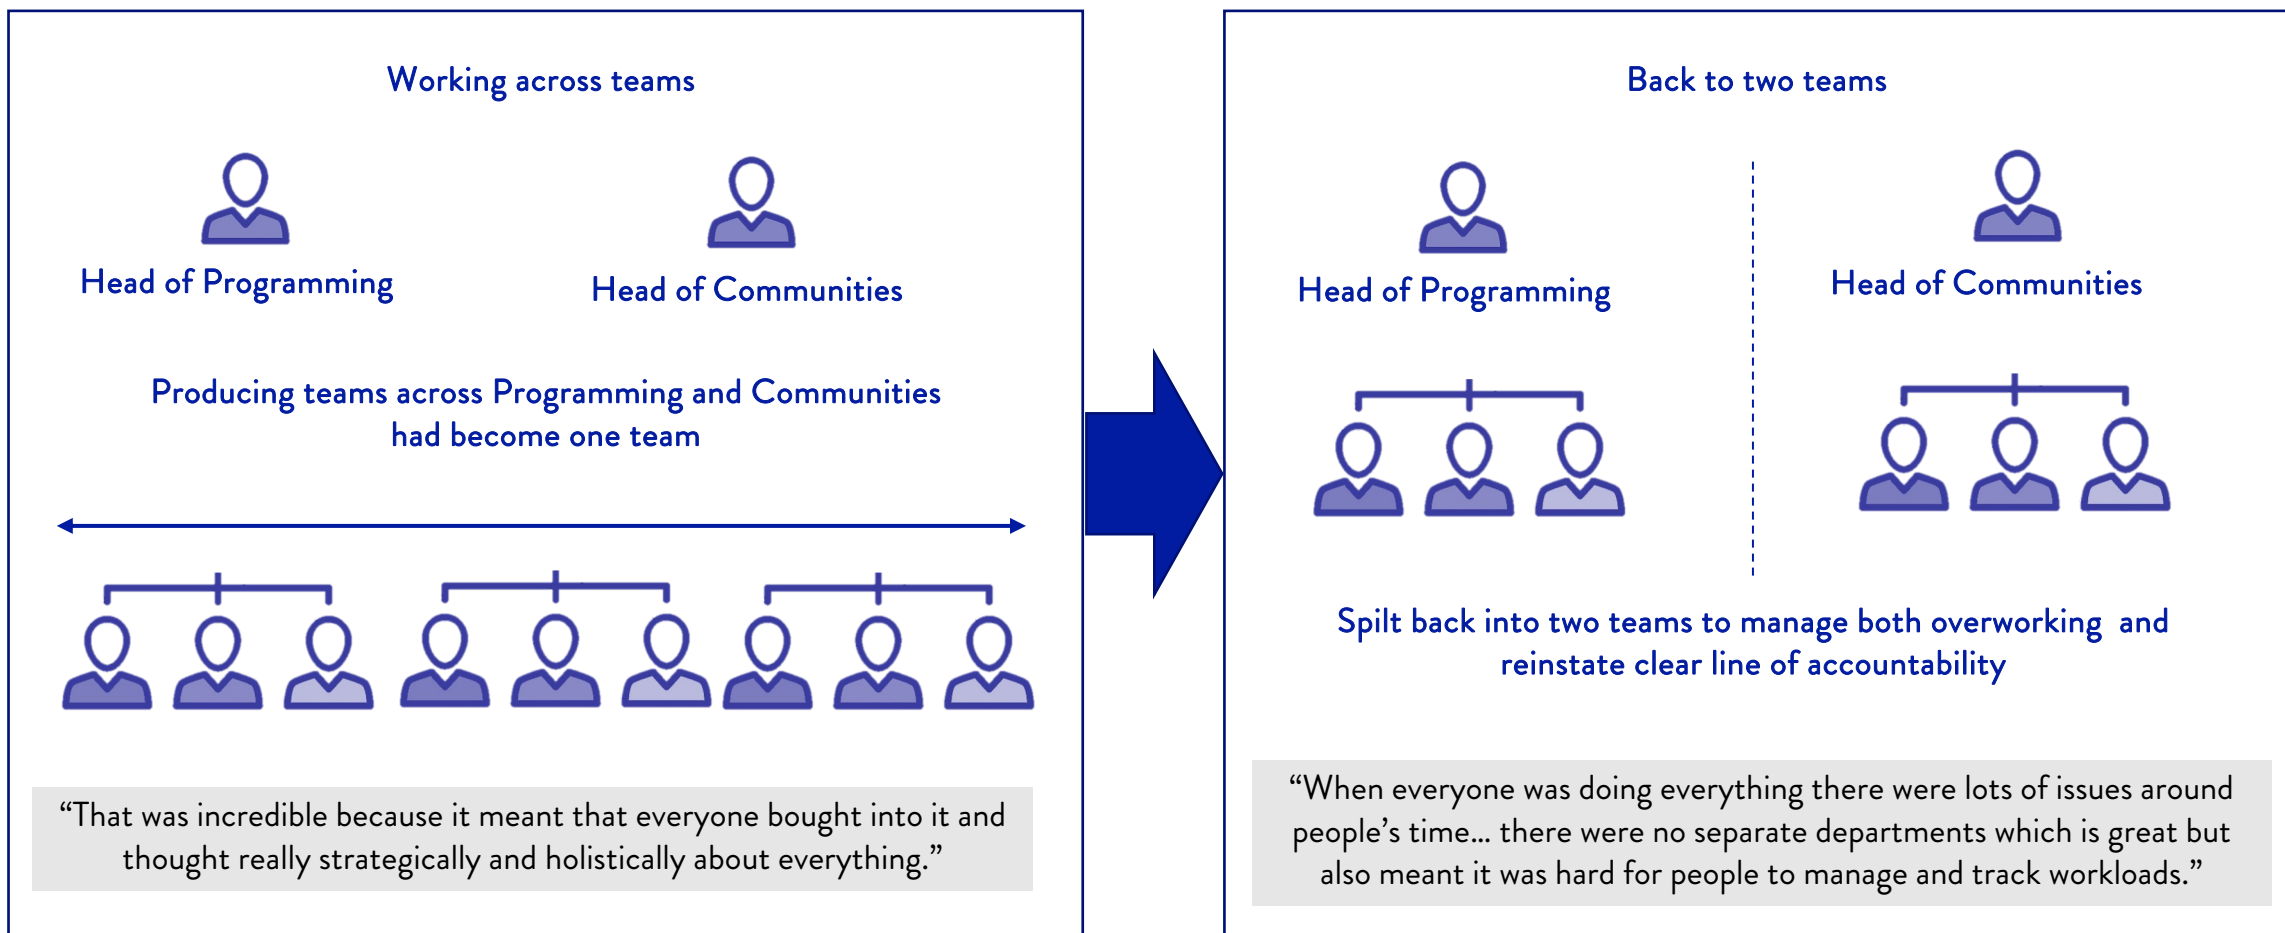 Working across teams
Head of Programming
Head of Communities
Producing teams across Programming and Communities
had become one team
“That was incredible because it meant that everyone bought into it and
thought really strategically and holistically about everything.”
Back to two teams
Head of Programming
Head of Communities
Spilt back into two teams to manage both overworking and
reinstate clear line of accountability
“When everyone was doing everything there were lots of issues around
people’s time... there were no separate departments which is great but
also meant it was hard for people to manage and track workloads.”